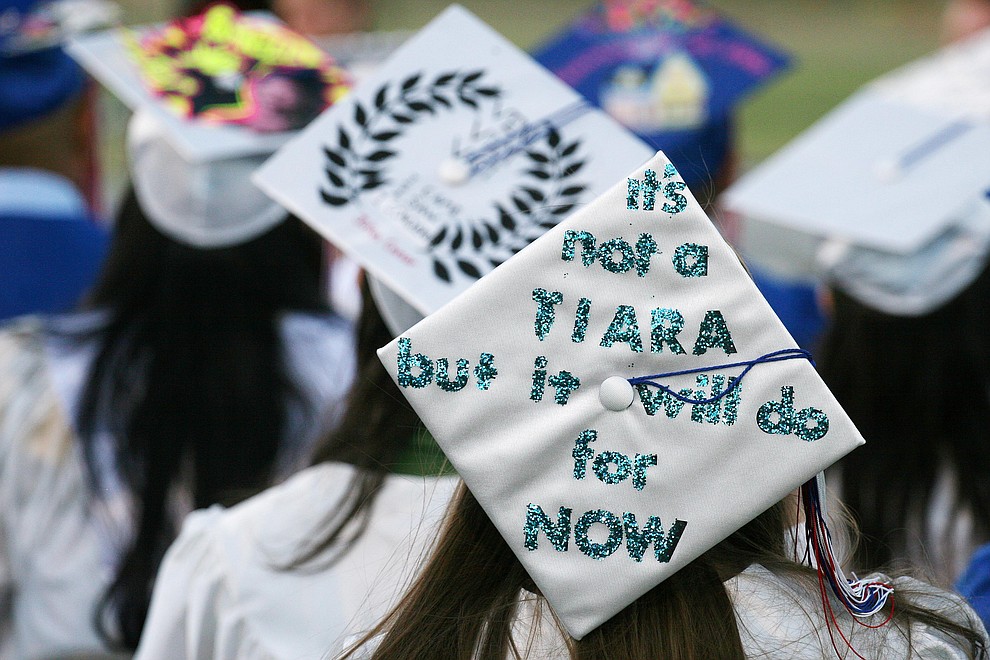 it's
not a
TIARA
but it will do
for
NOW